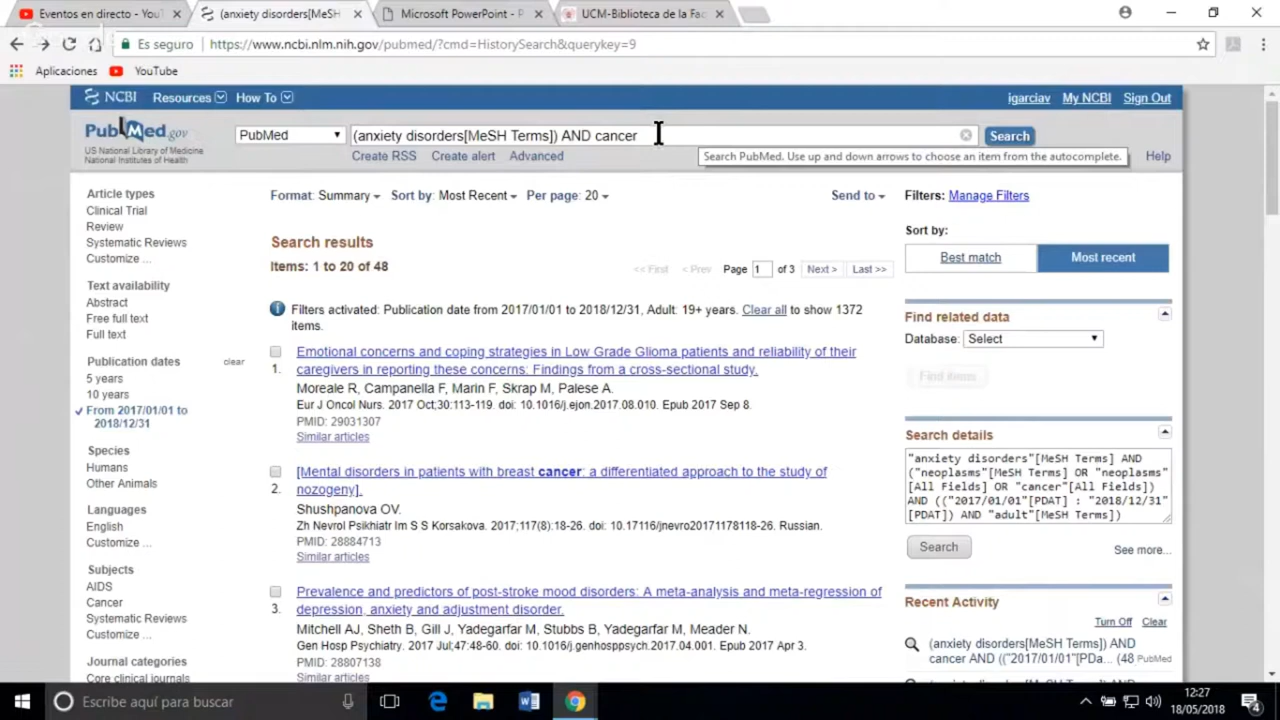 Eventos en directo - You
(anxiety disorders[MeSH
Microsoft PowerPoint - P
UCM-Biblioteca de la Fac
Es seguro
https://www.ncbi.nlm.nih.gov/pubmed/?cmd=HistorySearch&querykey=9
Aplicaciones YouTube
NCBI Resources How To
igarciav My NCBI Sign Out
PubMed.gov
US National Library of Medicine
National Institutes of Health
PubMed
(anxiety disorders[MeSH Terms]) AND cancer
Search
Create RSS Create alert Advanced
Search PubMed. Use up and down arrows to choose an item from the autocomplete.
Help
Article types
Clinical Trial
Review
Systematic Reviews
Customize ...
Text availability
Abstract
Free full text
Full text
Publication dates clear
5 years
10 years
From 2017/01/01 to
2018/12/31
Species
Humans
Other Animals
Languages
English
Customize ...
Subjects
AIDS
Cancer
Systematic Reviews
Customize ...
Journal categories
Core clinical journals
Format: Summary Sort by: Most Recent Per page: 20
Send to
Search results
Items: 1 to 20 of 48
<< First < Prev Page 1 of 3 Next > Last >>
Filters activated: Publication date from 2017/01/01 to 2018/12/31, Adult: 19+ years. Clear all to show 1372
items.
Emotional concerns and coping strategies in Low Grade Glioma patients and reliability of their
1. caregivers in reporting these concerns: Findings from a cross-sectional study.
Moreale R, Campanella F, Marin F, Skrap M, Palese A.
Eur J Oncol Nurs. 2017 Oct;30:113-119. doi: 10.1016/j.ejon.2017.08.010. Epub 2017 Sep 8.
PMID: 29031307
Similar articles
[Mental disorders in patients with breast cancer: a differentiated approach to the study of
2. nozogeny].
Shushpanova OV.
Zh Nevrol Psikhiatr Im S S Korsakova. 2017;117(8):18-26. doi: 10.17116/jnevro20171178118-26. Russian.
PMID: 28884713
Similar articles
Prevalence and predictors of post-stroke mood disorders: A meta-analysis and meta-regression of
3. depression, anxiety and adjustment disorder.
Mitchell AJ, Sheth B, Gill J, Yadegarfar M, Stubbs B, Yadegarfar M, Meader N.
Gen Hosp Psychiatry. 2017 Jul;47:48-60. doi: 10.1016/j.genhosppsych.2017.04.001. Epub 2017 Apr 3.
PMID: 28807138
Similar articles
Filters: Manage Filters
Sort by:
Best match Most recent
Find related data
Database: Select
Find items
Search details
"anxiety disorders"[MeSH Terms] AND
("neoplasms"[MeSH Terms] OR "neoplasms"
[All Fields] OR "cancer"[All Fields])
AND (("2017/01/01"[PDAT] : "2018/12/31"
[PDAT]) AND "adult"[MeSH Terms])
Search
See more...
Recent Activity
Turn Off Clear
(anxiety disorders[MeSH Terms]) AND
cancer AND (("2017/01/01"[PDa... (48 PubMed
Escribe aquí para buscar
12:27
18/05/2018
4